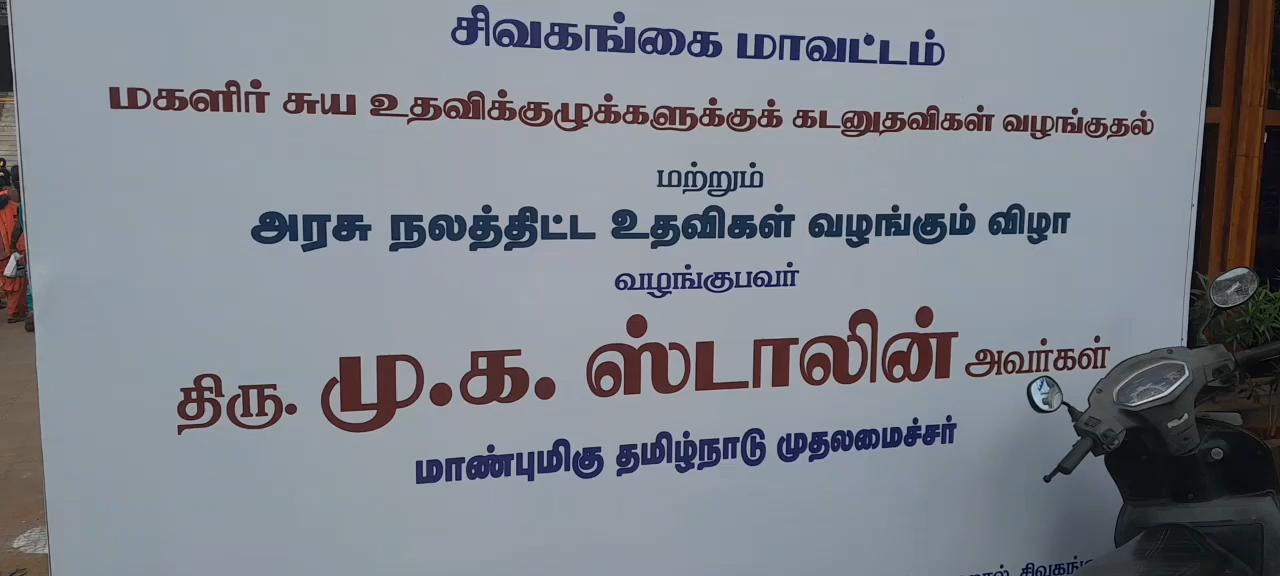 சிவகங்கை மாவட்டம்
மகளிர் சுய உதவிக்குழுக்களுக்குக் கடனுதவிகள் வழங்குதல்
மற்றும்
அரசு நலத்திட்ட உதவிகள் வழங்கும் விழா
வழங்குபவர்
திரு. மு.க. ஸ்டாலின் அவர்கள்
மாண்புமிகு தமிழ்நாடு முதலமைச்சர்